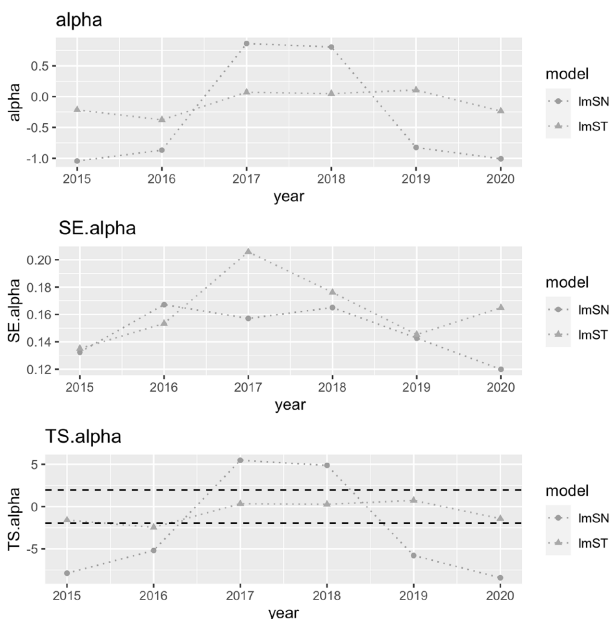 alpha
alpha
0.5
0.0
-0.5
-1.0
2015 2016 2017 2018 2019 2020
year
model
lmSN
lmST
SE.alpha
SE.alpha
0.20
0.18
0.16
0.14
0.12
2015 2016 2017 2018 2019 2020
year
model
lmSN
lmST
TS.alpha
TS.alpha
5
0
-5
2015 2016 2017 2018 2019 2020
year
model
lmSN
lmST